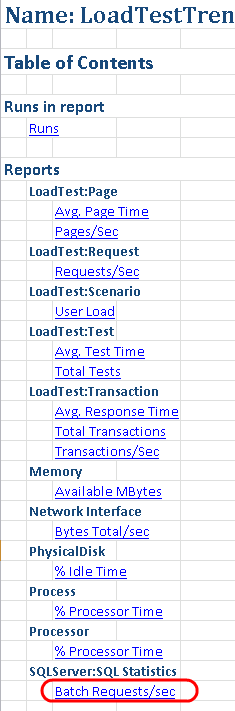 Name: LoadTestTren
Table of Contents
Runs in report
Runs
Reports
LoadTest:Page
Avg. Page Time
Pages/Sec
LoadTest:Request
Requests/Sec
LoadTest:Scenario
User Load
LoadTest:Test
Avg. Test Time
Total Tests
LoadTest:Transaction
Avg. Response Time
Total Transactions
Transactions/Sec
Memory
Available MBytes
Network Interface
Bytes Total/sec
PhysicalDisk
% Idle Time
Process
% Processor Time
Processor
% Processor Time
SQLServer:SQL Statistics
Batch Requests/sec